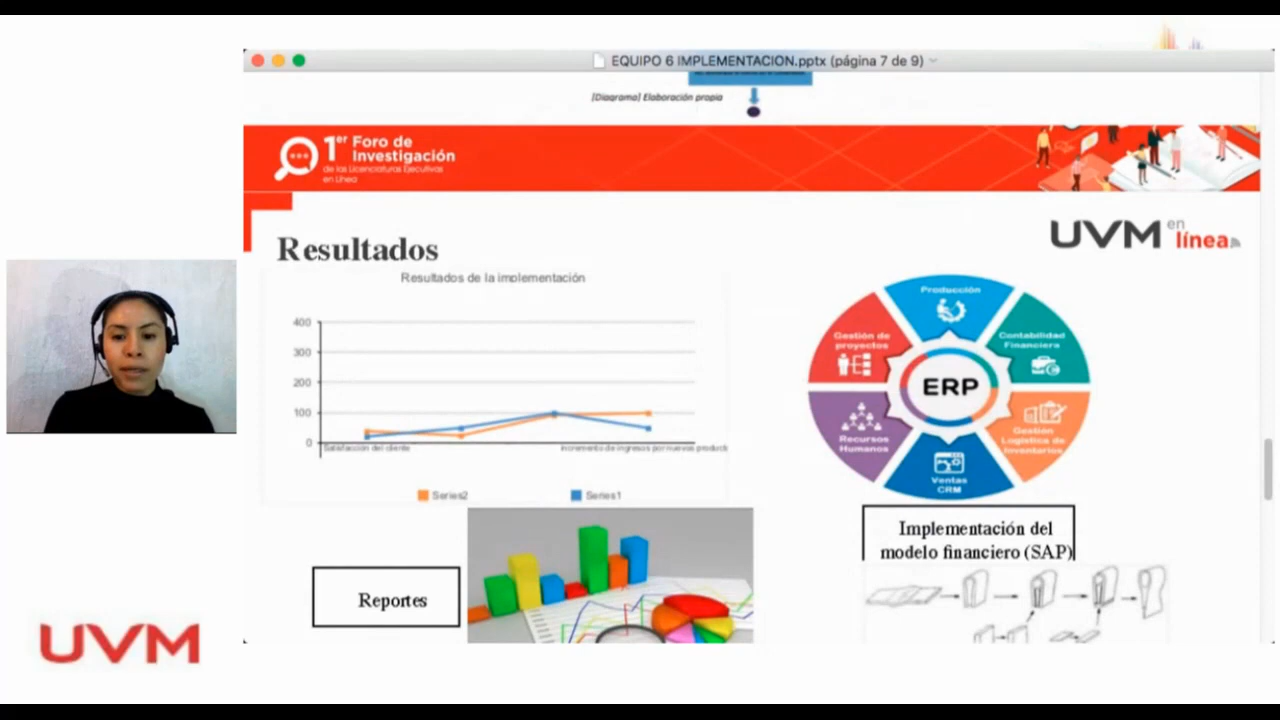 EQUIPO 6 IMPLEMENTACION.pptx (página 7 de 9)
[Diagrama] Elaboración propia
1er Foro de
Investigación
de las Licenciaturas Ejecutivas
en Línea
UVM en
línea
Resultados
Resultados de la implementación
400
300
200
100
0
Satisfacción del cliente
Incremento de ingresos por nuevas product
Series2
Series1
Producción
Gestión de
proyectos
Contabilidad
Financiera
ERP
Recursos
Humanos
Gestión
Logística de
Inventarios
Ventas
CRM
Reportes
Implementación del
modelo financiero (SAP)
UVM